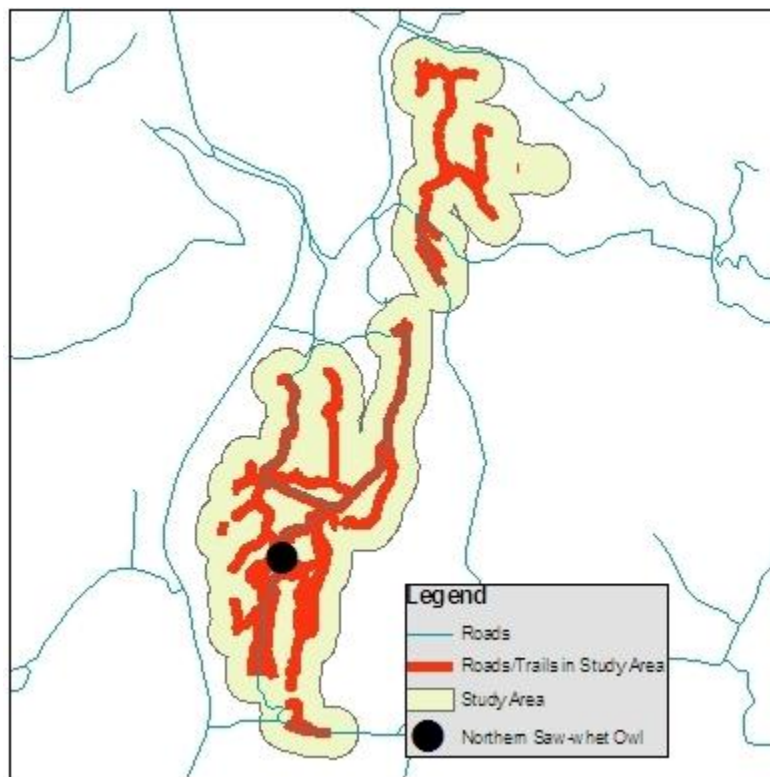 Legend
Roads
Roads/Trails in Study Area
Study Area
Northern Saw-whet Owl